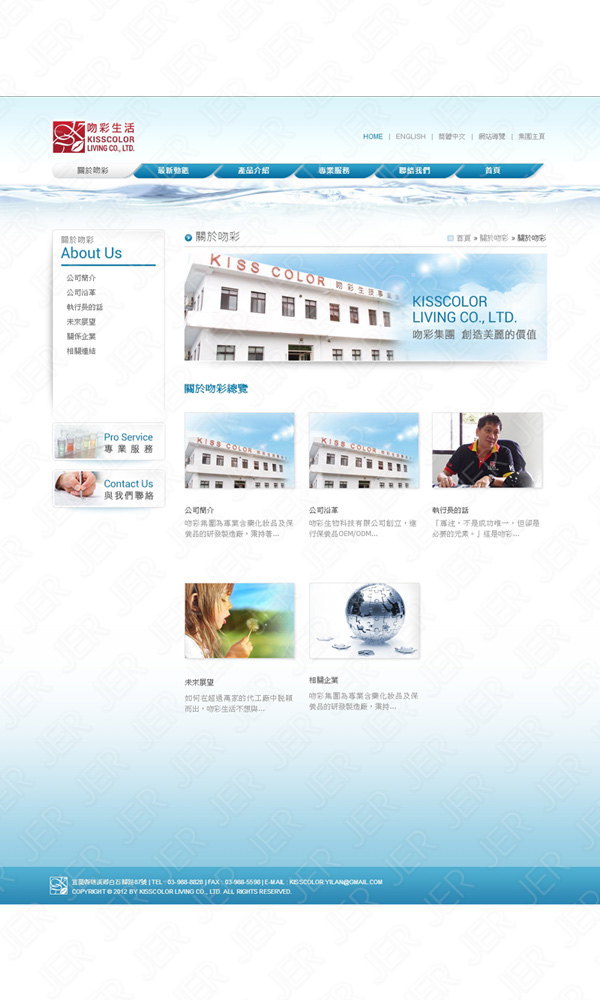 吻彩生活
KISSCOLOR
LIVING CO., LTD.
HOME | ENGLISH | 簡體中文 | 網站導覽 | 集團主頁
關於吻彩
最新動態
產品介紹
專業服務
聯絡我們
首頁
關於吻彩
About Us
公司簡介
公司沿革
執行長的話
未來展望
關係企業
相關連結
Pro Service
專業服務
Contact Us
與我們聯絡
關於吻彩
首頁 » 關於吻彩 » 關於吻彩
KISS COLOR 吻彩生技事業
KISSCOLOR
LIVING CO., LTD.
吻彩集團 創造美麗的價值
關於吻彩總覽
KISS COLOR
KISS COLOR
公司簡介
吻彩集團為專業含藥化妝品及保
養品的研發製造廠，秉持著...
公司沿革
吻彩生物科技有限公司創立，進
行保養品OEM/ODM...
執行長的話
『專注，不是成功唯一，但卻是
必要的元素。』這是吻彩...
未來展望
如何在超過萬家的代工廠中脫穎
而出，吻彩生活不想與...
相關企業
吻彩集團為專業含藥化妝品及保
養品的研發製造廠，秉持...
宜蘭縣礁溪鄉白石腳路87號 | TEL : 03-988-8828 | FAX : 03-988-5598 | E-MAIL : KISSCOLOR.YILAN@GMAIL.COM
COPYRIGHT © 2012 BY KISSCOLOR LIVING CO., LTD. ALL RIGHTS RESERVED.
JER